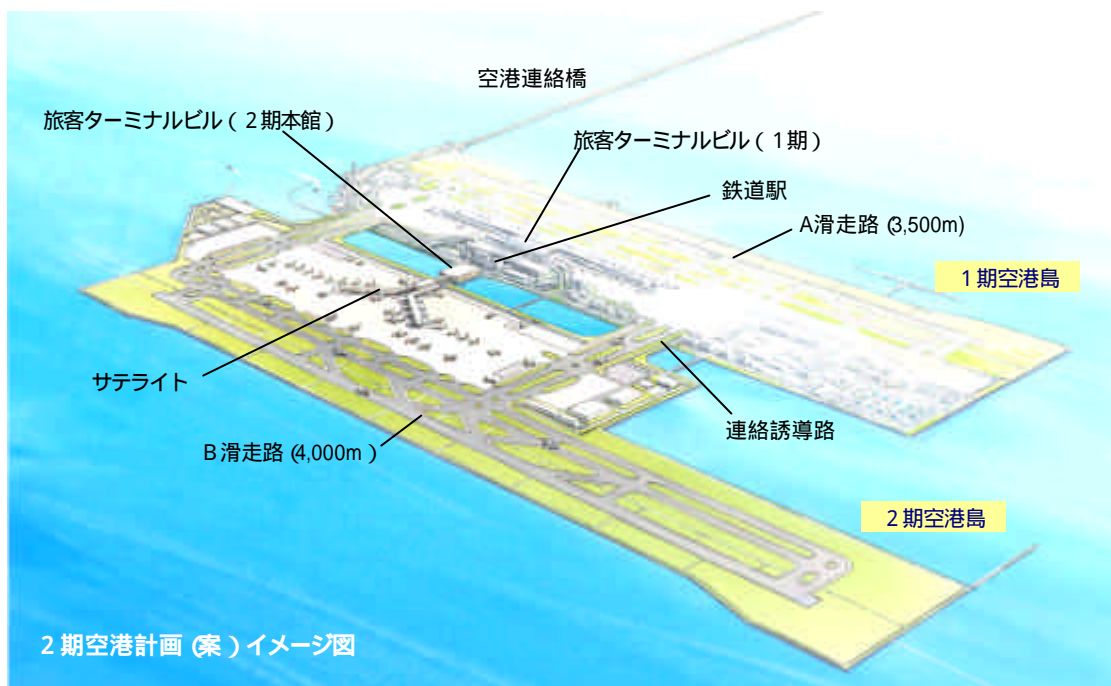 空港連絡橋
旅客ターミナルビル（２期本館）
旅客ターミナルビル（１期）
鉄道駅
A滑走路 (3,500m)
１期空港島
サテライト
連絡誘導路
B滑走路 (4,000m）
２期空港島
２期空港計画 (案）イメージ図